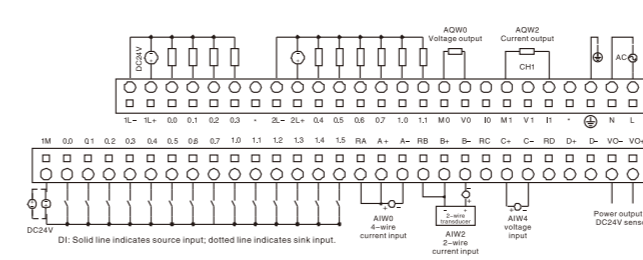 AQW0
Voltage output
AQW2
Current output
DC24V
CH1
AC
1L- 1L+ 0.0 0.1 0.2 0.3 • 2L- 2L+ 0.4 0.5 0.6 0.7 1.0 1.1 M0 V0 I0 M1 V1 I1 • N L
1M 0.0 0.1 0.2 0.3 0.4 0.5 0.6 0.7 1.0 1.1 1.2 1.3 1.4 1.5 RA A+ A- RB B+ B- RC C+ C- RD D+ D- VO- VO+
DC24V
DI: Solid line indicates source input; dotted line indicates sink input.
AIW0
4-wire
current input
2-wire
transducer
AIW2
2-wire
current input
AIW4
voltage
input
Power output
DC24V